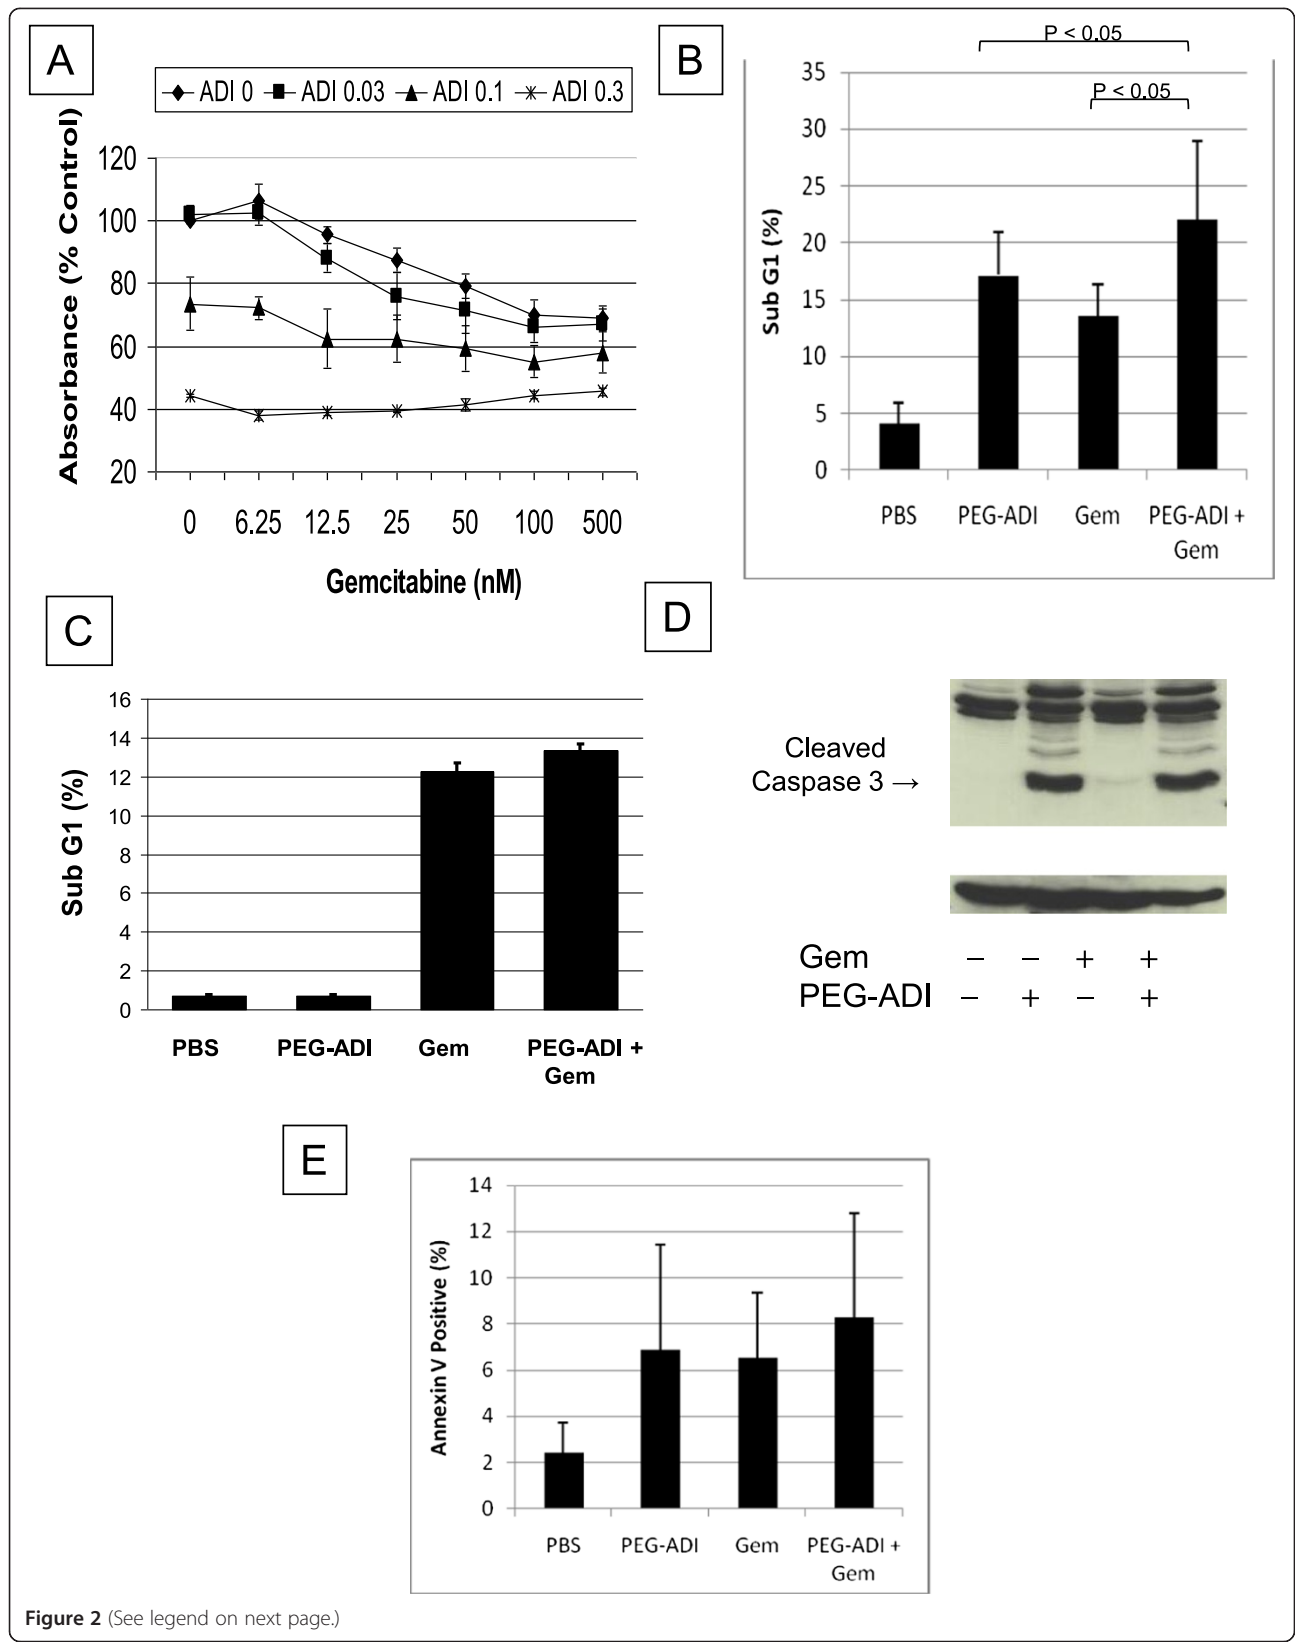 A
ADI 0 ADI 0.03 ADI 0.1 ADI 0.3
Absorbance (% Control)
120
100
80
60
40
20
0 6.25 12.5 25 50 100 500
Gemcitabine (nM)
B
P < 0.05
P < 0.05
Sub G1 (%)
35
30
25
20
15
10
5
0
PBS PEG-ADI Gem PEG-ADI +
Gem
C
Sub G1 (%)
16
14
12
10
8
6
4
2
0
PBS PEG-ADI Gem PEG-ADI +
Gem
D
Cleaved
Caspase 3 →
Gem − − + +
PEG-ADI − + − +
E
Annexin V Positive (%)
14
12
10
8
6
4
2
0
PBS PEG-ADI Gem PEG-ADI +
Gem
Figure 2 (See legend on next page.)